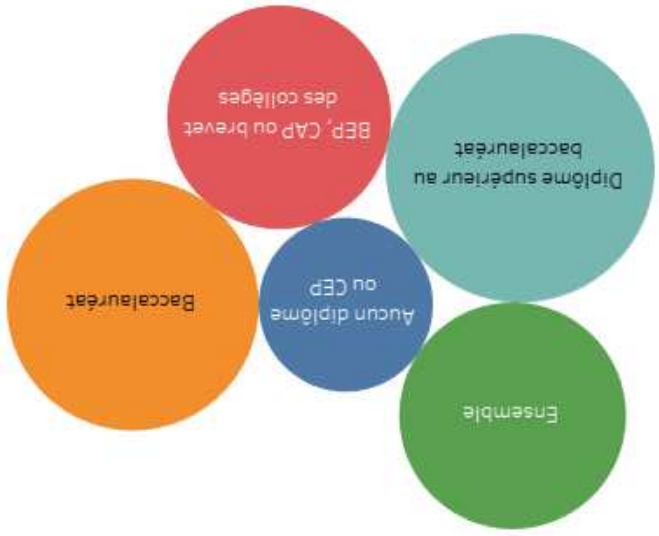 Ensemble
Aucun diplôme
ou CEP
Baccalauréat
Diplôme supérieur au
baccalauréat
BEP, CAP ou brevet
des collèges